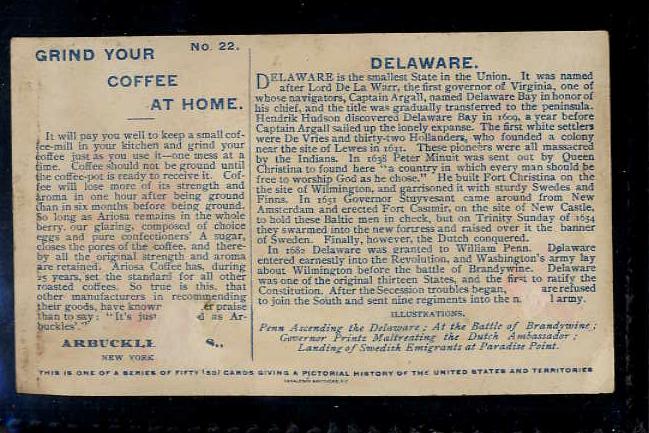 GRIND YOUR
No. 22.
COFFEE
AT HOME.
It will pay you well to keep a small cof-
fee-mill in your kitchen and grind your
coffee just as you use it—one mess at a
time. Coffee should not be ground until
the coffee-pot is ready to receive it. Cof-
fee will lose more of its strength and
aroma in one hour after being ground
than in six months before being ground.
So long as Ariosa remains in the whole
berry, our glazing, composed of choice
eggs and pure confectioners' A sugar,
closes the pores of the coffee, and there-
by all the original strength and aroma
are retained. Ariosa Coffee has, during
25 years, set the standard for all other
roasted coffees. So true is this, that
other manufacturers in recommending
their goods, have known er praise
than to say: "It's just d as Ar-
buckles'."
ARBUCKL S.,
NEW YORK
DELAWARE.
DELAWARE is the smallest State in the Union. It was named
after Lord De La Warr, the first governor of Virginia, one of
whose navigators, Captain Argall, named Delaware Bay in honor of
his chief, and the title was gradually transferred to the peninsula.
Hendrik Hudson discovered Delaware Bay in 1609, a year before
Captain Argall sailed up the lonely expanse. The first white settlers
were De Vries and thirty-two Hollanders, who founded a colony
near the site of Lewes in 1631. These pioneers were all massacred
by the Indians. In 1638 Peter Minuit was sent out by Queen
Christina to found here "a country in which every man should be
free to worship God as he chose." He built Fort Christina on the
the site of Wilmington, and garrisoned it with sturdy Swedes and
Finns. In 1651 Governor Stuyvesant came around from New
Amsterdam and erected Fort Casimir, on the site of New Castle,
to hold these Baltic men in check, but on Trinity Sunday of 1654
they swarmed into the new fortress and raised over it the banner
of Sweden. Finally, however, the Dutch conquered.
In 1682 Delaware was granted to William Penn. Delaware
entered earnestly into the Revolution, and Washington's army lay
about Wilmington before the battle of Brandywine. Delaware
was one of the original thirteen States, and the first to ratify the
Constitution. After the Secession troubles began, are refused
to join the South and sent nine regiments into the n l army.
ILLUSTRATIONS.
Penn Ascending the Delaware; At the Battle of Brandywine;
Governor Printz Maltreating the Dutch Ambassador;
Landing of Swedish Emigrants at Paradise Point.
THIS IS ONE OF A SERIES OF FIFTY (50) CARDS GIVING A PICTORIAL HISTORY OF THE UNITED STATES AND TERRITORIES